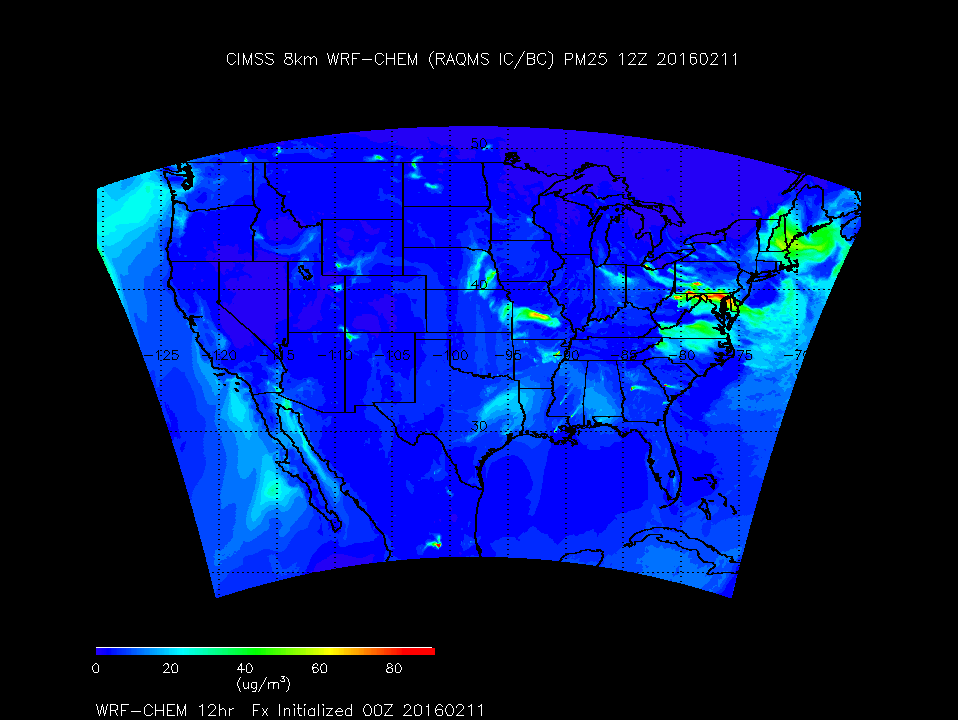 CIMSS 8km WRF-CHEM (RAQMS IC/BC) PM25 12Z 20160211
50
40
-125 -120 -115 -110 -105 -100 -95 -90 -85 -80 -75
30
0 20 40 60 80
(ug/m³)
WRF-CHEM 12hr Fx Initialized 00Z 20160211